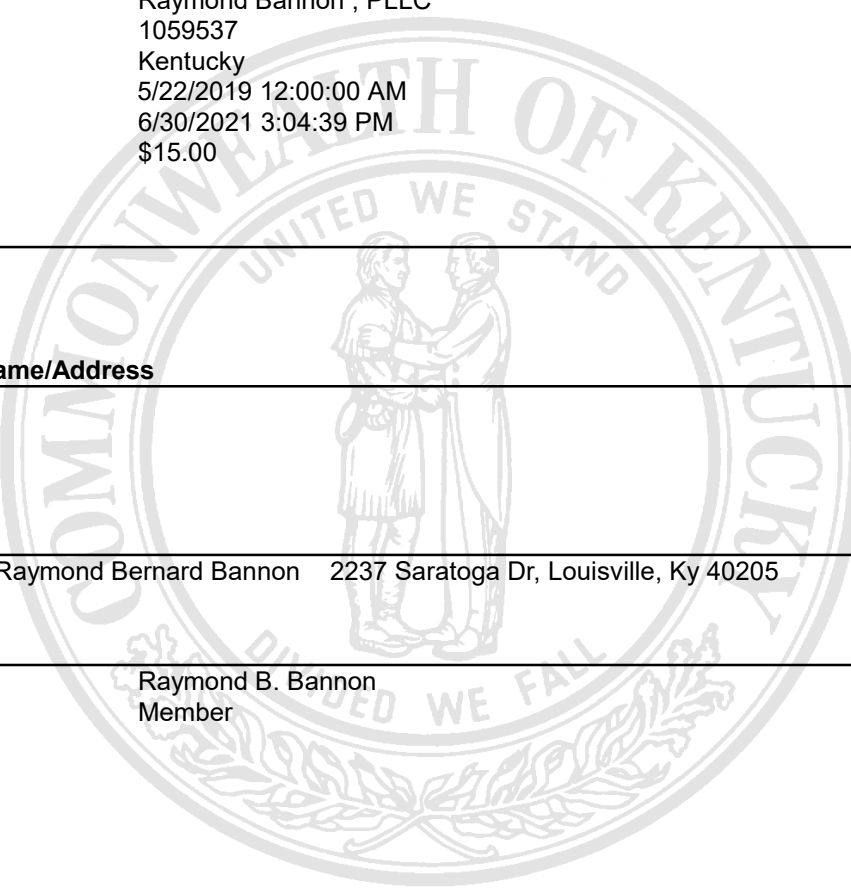 Raymond Bannon , PLLC
1059537
Kentucky
5/22/2019 12:00:00 AM
6/30/2021 3:04:39 PM
$15.00
COMMONWEALTH OF KENTUCKY
UNITED WE STAND
ame/Address
Raymond Bernard Bannon 2237 Saratoga Dr, Louisville, Ky 40205
DIVIDED WE FALL
Raymond B. Bannon
Member